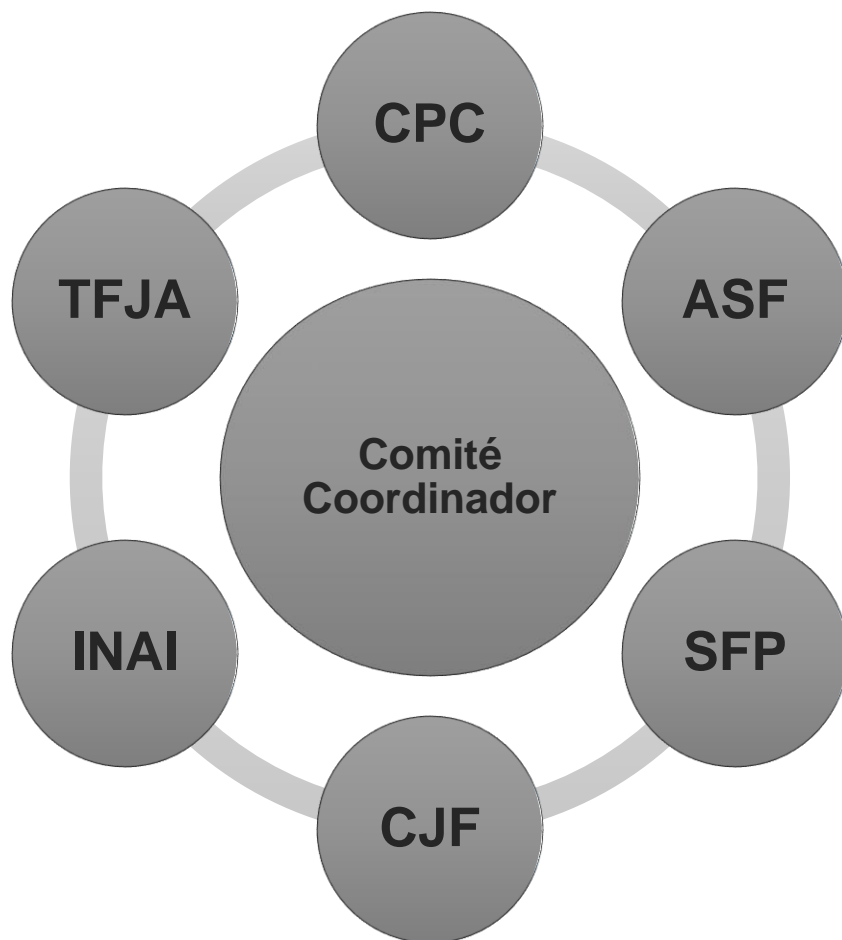 CPC
TFJA
ASF
Comité
Coordinador
INAI
SFP
CJF